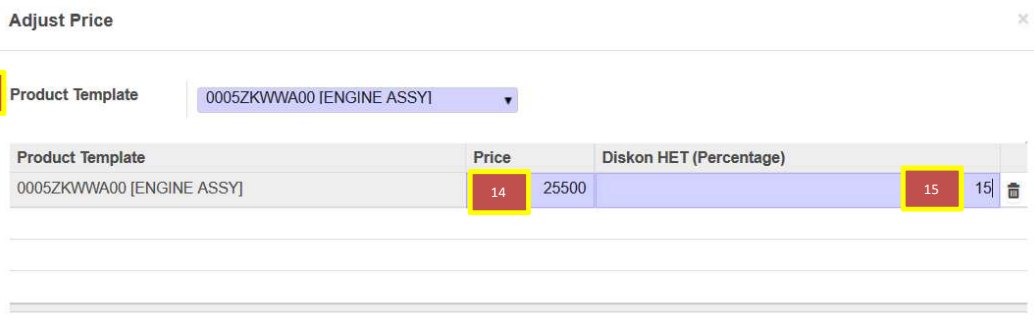 Adjust Price ×
Product Template 0005ZKWWA00 [ENGINE ASSY]
Product Template Price Diskon HET (Percentage)
0005ZKWWA00 [ENGINE ASSY] 14 25500 15 15